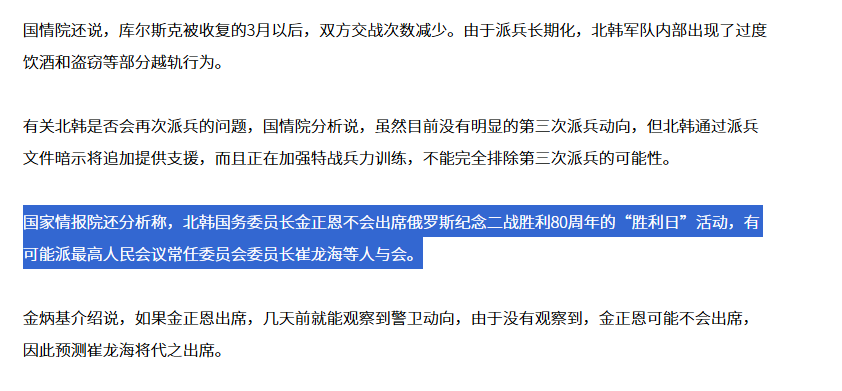 国情院还说，库尔斯克被收复的3月以后，双方交战次数减少。由于派兵长期化，北韩军队内部出现了过度
饮酒和盗窃等部分越轨行为。
有关北韩是否会再次派兵的问题，国情院分析说，虽然目前没有明显的第三次派兵动向，但北韩通过派兵
文件暗示将追加提供支援，而且正在加强特战兵力训练，不能完全排除第三次派兵的可能性。
国家情报院还分析称，北韩国务委员长金正恩不会出席俄罗斯纪念二战胜利80周年的“胜利日”活动，有
可能派最高人民会议常任委员会委员长崔龙海等人与会。
金炳基介绍说，如果金正恩出席，几天前就能观察到警卫动向，由于没有观察到，金正恩可能不会出席，
因此预测崔龙海将代之出席。